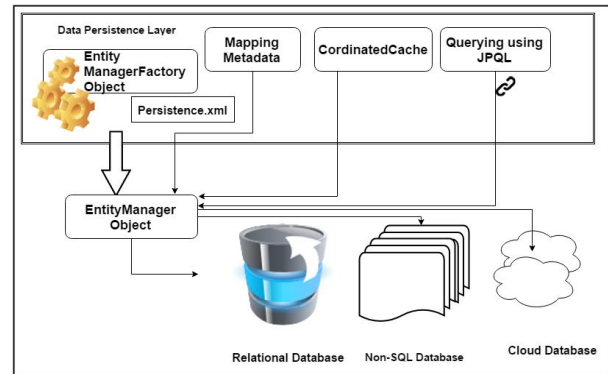 Data Persistence Layer
Entity
ManagerFactory
Object
Persistence.xml
Mapping
Metadata
CordinatedCache
Querying using
JPQL
EntityManager
Object
Relational Database
Non-SQL Database
Cloud Database